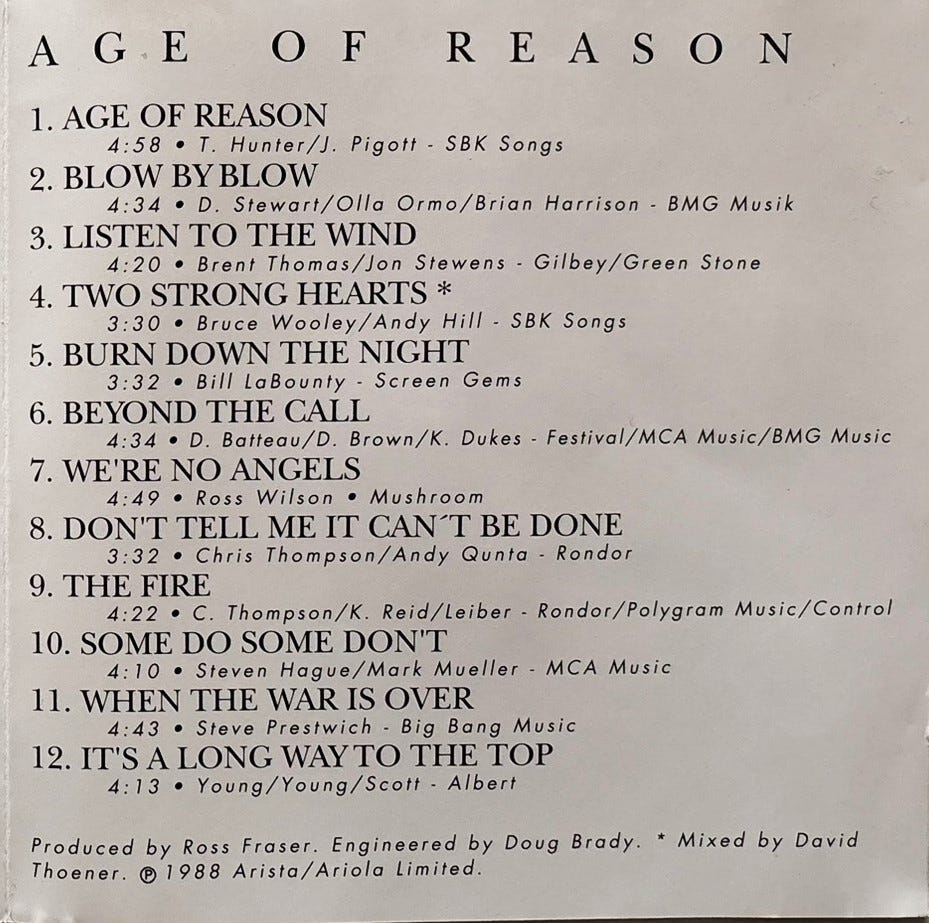 AGE OF REASON
1. AGE OF REASON
4:58 • T. Hunter/J. Pigott - SBK Songs
2. BLOW BY BLOW
4:34 • D. Stewart/Olla Ormo/Brian Harrison - BMG Musik
3. LISTEN TO THE WIND
4:20 • Brent Thomas/Jon Stewens - Gilbey/Green Stone
4. TWO STRONG HEARTS *
3:30 • Bruce Wooley/Andy Hill - SBK Songs
5. BURN DOWN THE NIGHT
3:32 • Bill LaBounty - Screen Gems
6. BEYOND THE CALL
4:34 • D. Batteau/D. Brown/K. Dukes - Festival/MCA Music/BMG Music
7. WE'RE NO ANGELS
4:49 • Ross Wilson • Mushroom
8. DON'T TELL ME IT CAN´T BE DONE
3:32 • Chris Thompson/Andy Qunta - Rondor
9. THE FIRE
4:22 • C. Thompson/K. Reid/Leiber - Rondor/Polygram Music/Control
10. SOME DO SOME DON'T
4:10 • Steven Hague/Mark Mueller - MCA Music
11. WHEN THE WAR IS OVER
4:43 • Steve Prestwich - Big Bang Music
12. IT'S A LONG WAY TO THE TOP
4:13 • Young/Young/Scott - Albert
Produced by Ross Fraser. Engineered by Doug Brady. * Mixed by David
Thoener. ℗ 1988 Arista/Ariola Limited.